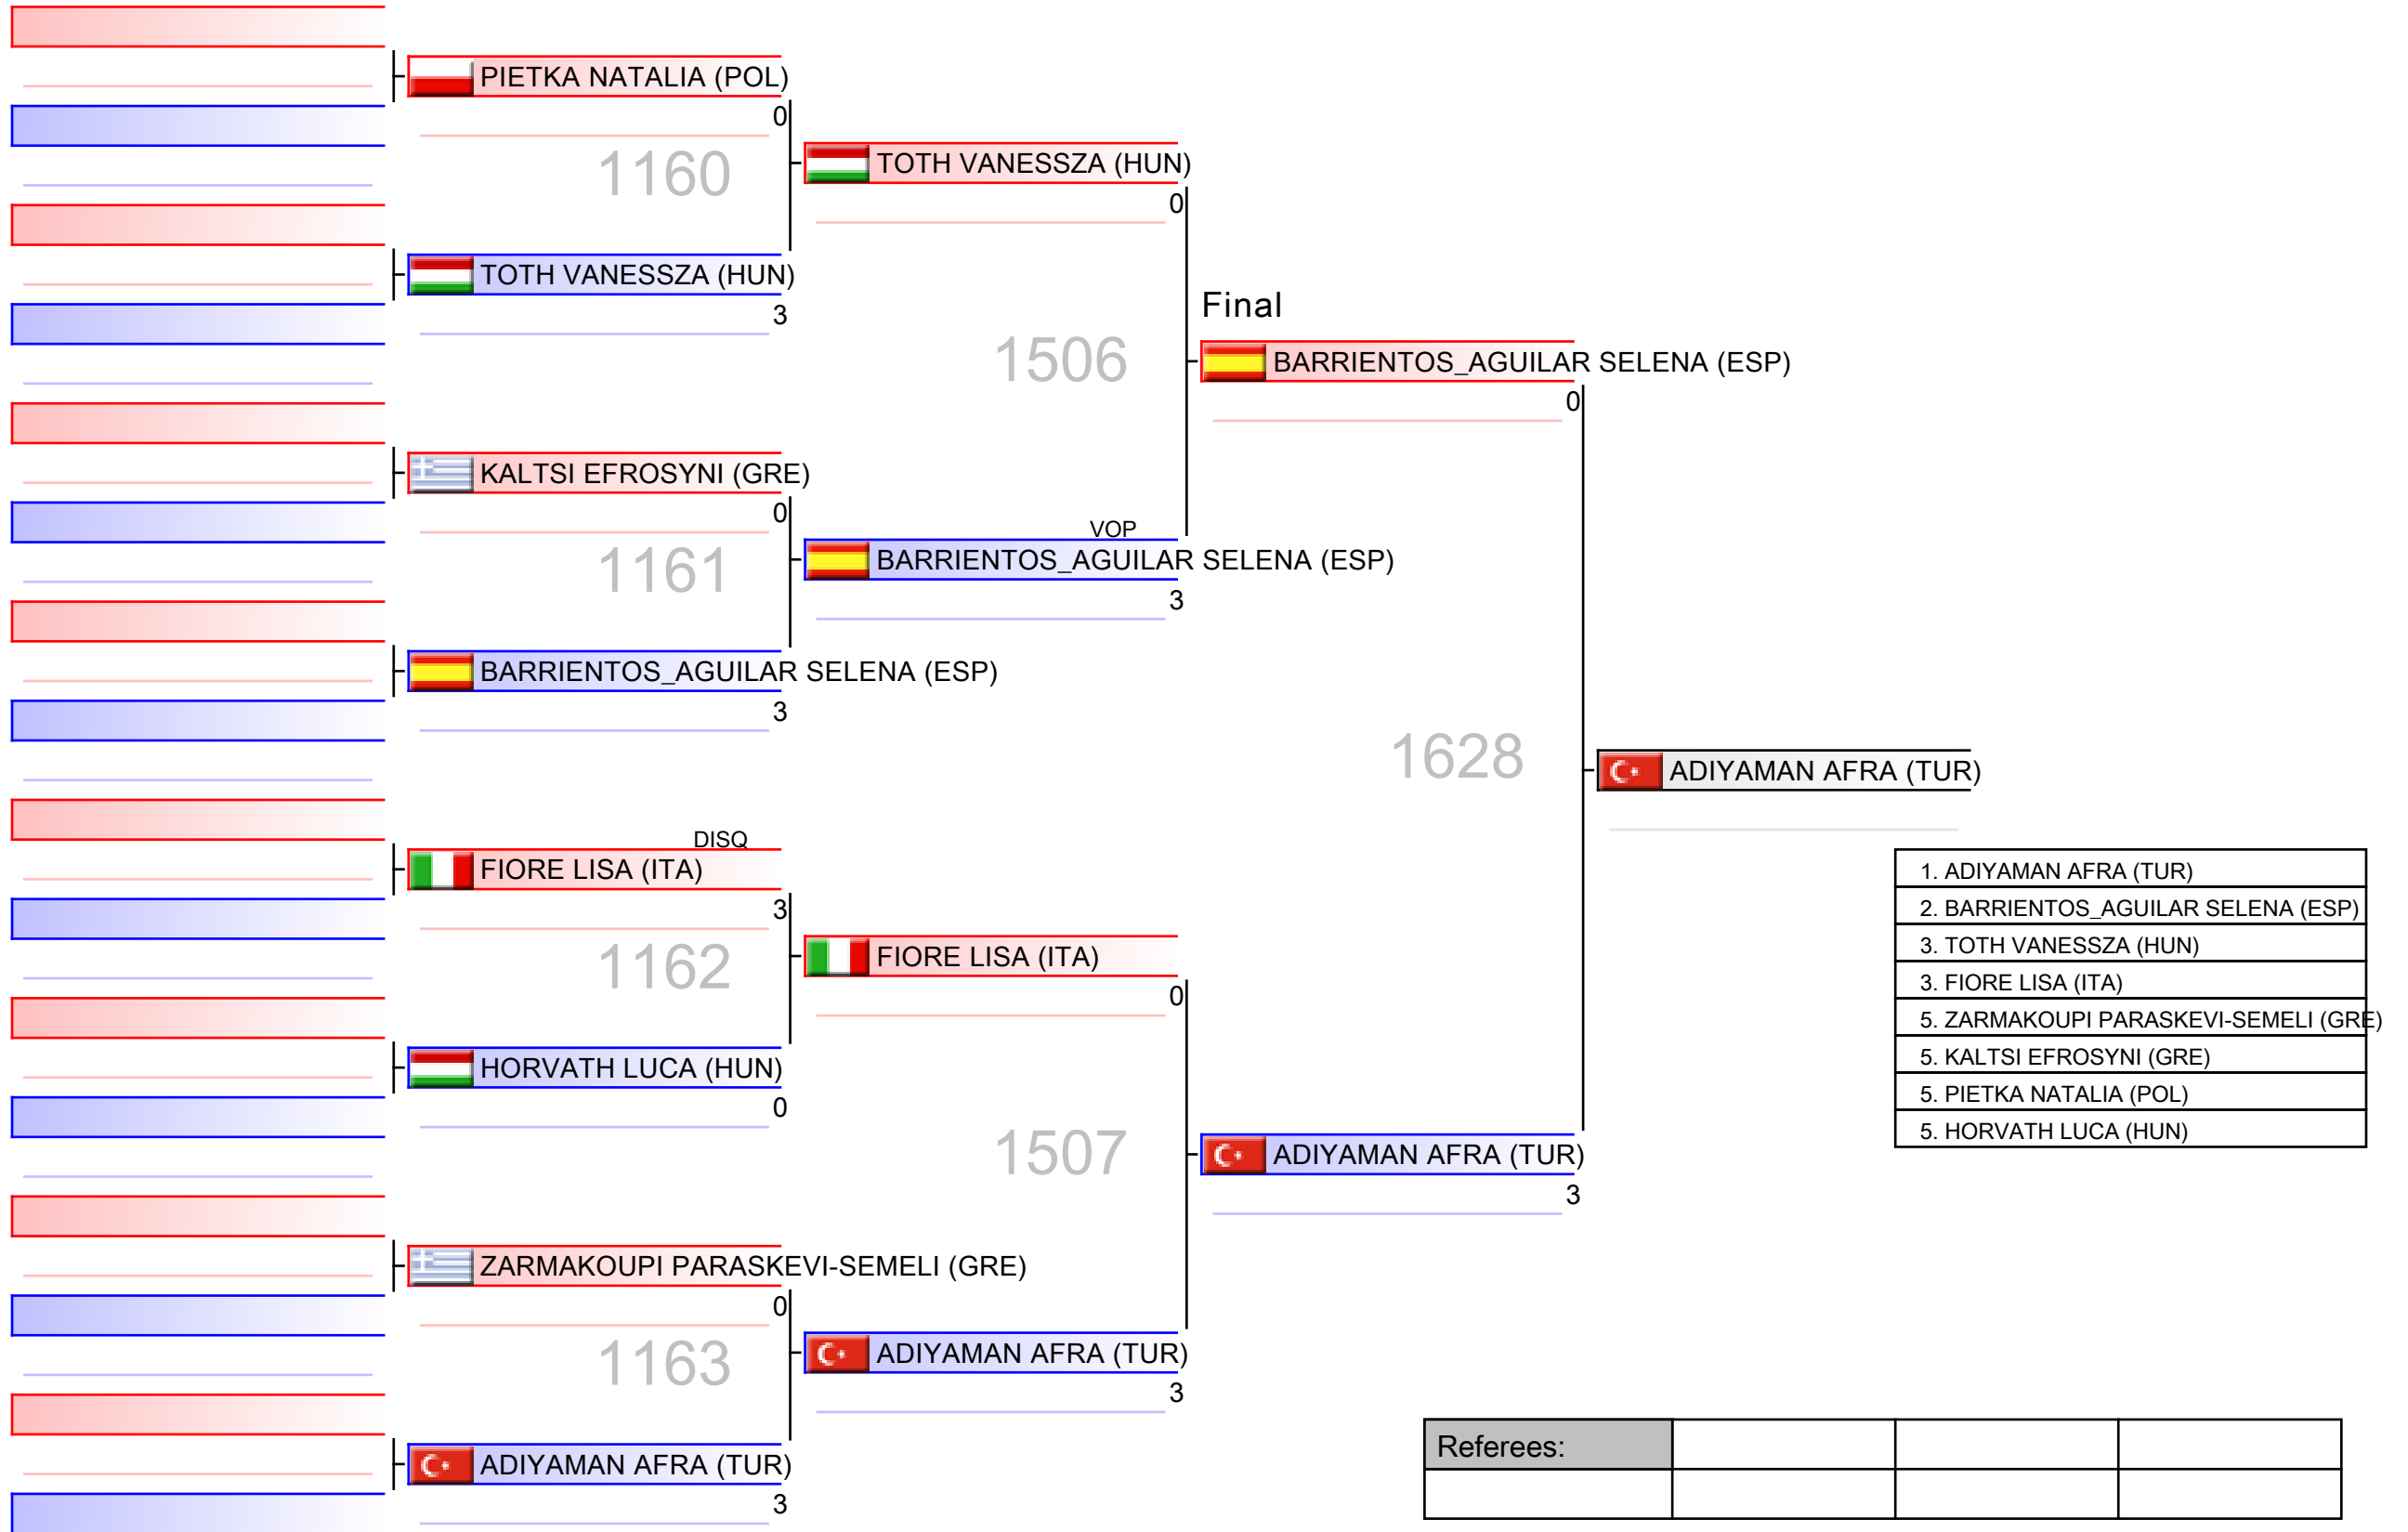 PIETKA NATALIA (POL)
0
1160
TOTH VANESSZA (HUN)
3
KALTSI EFROSYNI (GRE)
0
1161
BARRIENTOS_AGUILAR SELENA (ESP)
3
DISQ
FIORE LISA (ITA)
3
1162
HORVATH LUCA (HUN)
0
ZARMAKOUPI PARASKEVI-SEMELI (GRE)
0
1163
ADIYAMAN AFRA (TUR)
3
TOTH VANESSZA (HUN)
0
1506
VOP
BARRIENTOS_AGUILAR SELENA (ESP)
3
FIORE LISA (ITA)
0
1507
ADIYAMAN AFRA (TUR)
3
Final
BARRIENTOS_AGUILAR SELENA (ESP)
0
1628
ADIYAMAN AFRA (TUR)
3
ADIYAMAN AFRA (TUR)
1. ADIYAMAN AFRA (TUR)
2. BARRIENTOS_AGUILAR SELENA (ESP)
3. TOTH VANESSZA (HUN)
3. FIORE LISA (ITA)
5. ZARMAKOUPI PARASKEVI-SEMELI (GRE)
5. KALTSI EFROSYNI (GRE)
5. PIETKA NATALIA (POL)
5. HORVATH LUCA (HUN)
Referees: